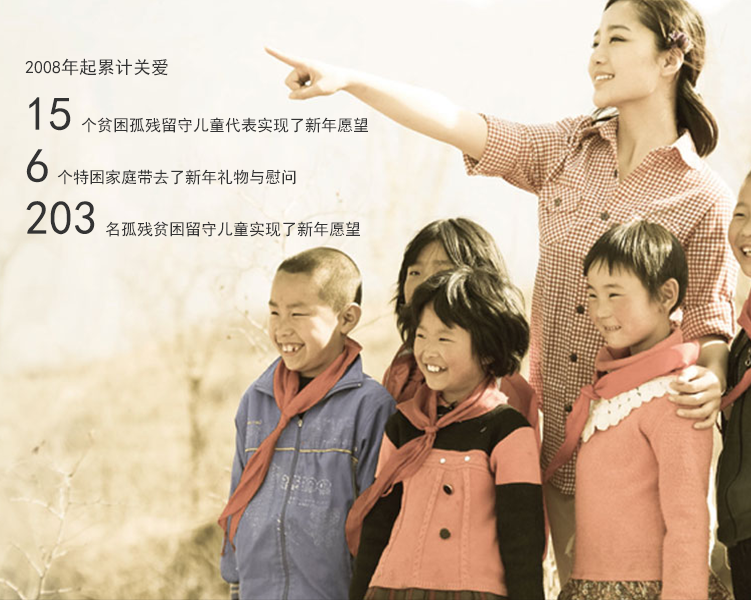 2008年起累计关爱
15 个贫困孤残留守儿童代表实现了新年愿望
6 个特困家庭带去了新年礼物与慰问
203 名孤残贫困留守儿童实现了新年愿望